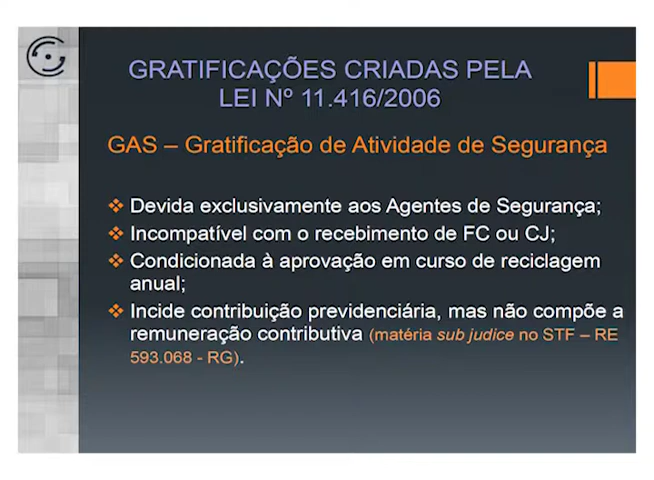 GRATIFICAÇÕES CRIADAS PELA
LEI Nº 11.416/2006
GAS – Gratificação de Atividade de Segurança
❖ Devida exclusivamente aos Agentes de Segurança;
❖ Incompatível com o recebimento de FC ou CJ;
❖ Condicionada à aprovação em curso de reciclagem
anual;
❖ Incide contribuição previdenciária, mas não compõe a
remuneração contributiva (matéria sub judice no STF – RE
593.068 - RG).